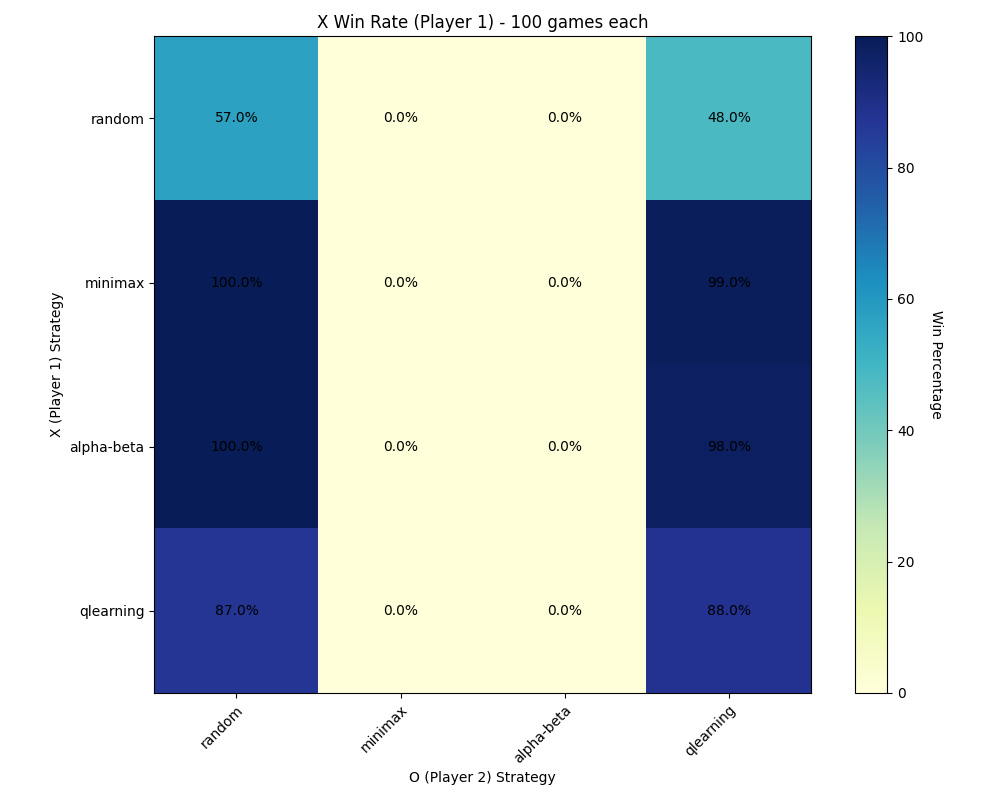 X Win Rate (Player 1) - 100 games each
random 57.0% 0.0% 0.0% 48.0%
minimax 100.0% 0.0% 0.0% 99.0%
alpha-beta 100.0% 0.0% 0.0% 98.0%
qlearning 87.0% 0.0% 0.0% 88.0%
X (Player 1) Strategy
random minimax alpha-beta qlearning
O (Player 2) Strategy
100
80
60
40
20
0
Win Percentage